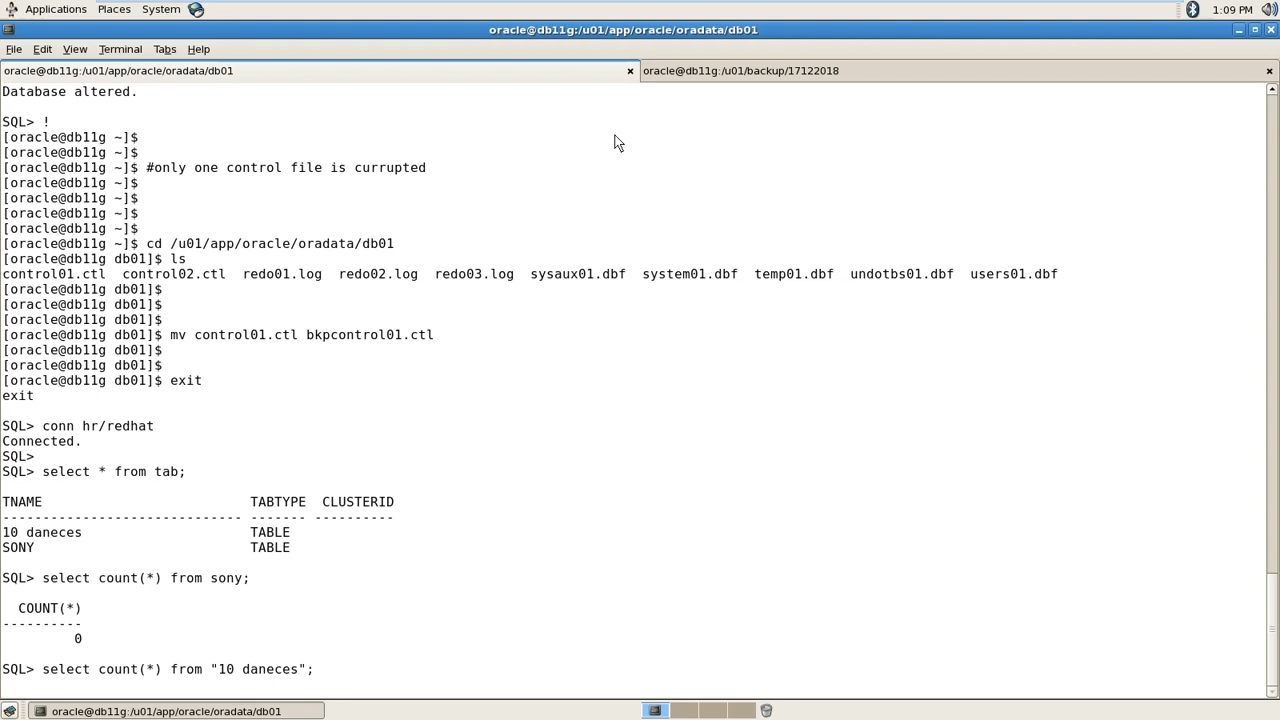 Applications Places System 1:09 PM
oracle@db11g:/u01/app/oracle/oradata/db01
File Edit View Terminal Tabs Help
oracle@db11g:/u01/app/oracle/oradata/db01 oracle@db11g:/u01/backup/17122018
Database altered.
SQL> !
[oracle@db11g ~]$
[oracle@db11g ~]$
[oracle@db11g ~]$ #only one control file is currupted
[oracle@db11g ~]$
[oracle@db11g ~]$
[oracle@db11g ~]$
[oracle@db11g ~]$
[oracle@db11g ~]$ cd /u01/app/oracle/oradata/db01
[oracle@db11g db01]$ ls
control01.ctl  control02.ctl  redo01.log  redo02.log  redo03.log  sysaux01.dbf  system01.dbf  temp01.dbf  undotbs01.dbf  users01.dbf
[oracle@db11g db01]$
[oracle@db11g db01]$
[oracle@db11g db01]$
[oracle@db11g db01]$ mv control01.ctl bkpcontrol01.ctl
[oracle@db11g db01]$
[oracle@db11g db01]$
[oracle@db11g db01]$ exit
exit
SQL> conn hr/redhat
Connected.
SQL>
SQL> select * from tab;
TNAME                          TABTYPE  CLUSTERID
------------------------------ ------- ----------
10 daneces                     TABLE
SONY                           TABLE
SQL> select count(*) from sony;
  COUNT(*)
----------
         0
SQL> select count(*) from "10 daneces";
oracle@db11g:/u01/app/oracle/oradata/db01